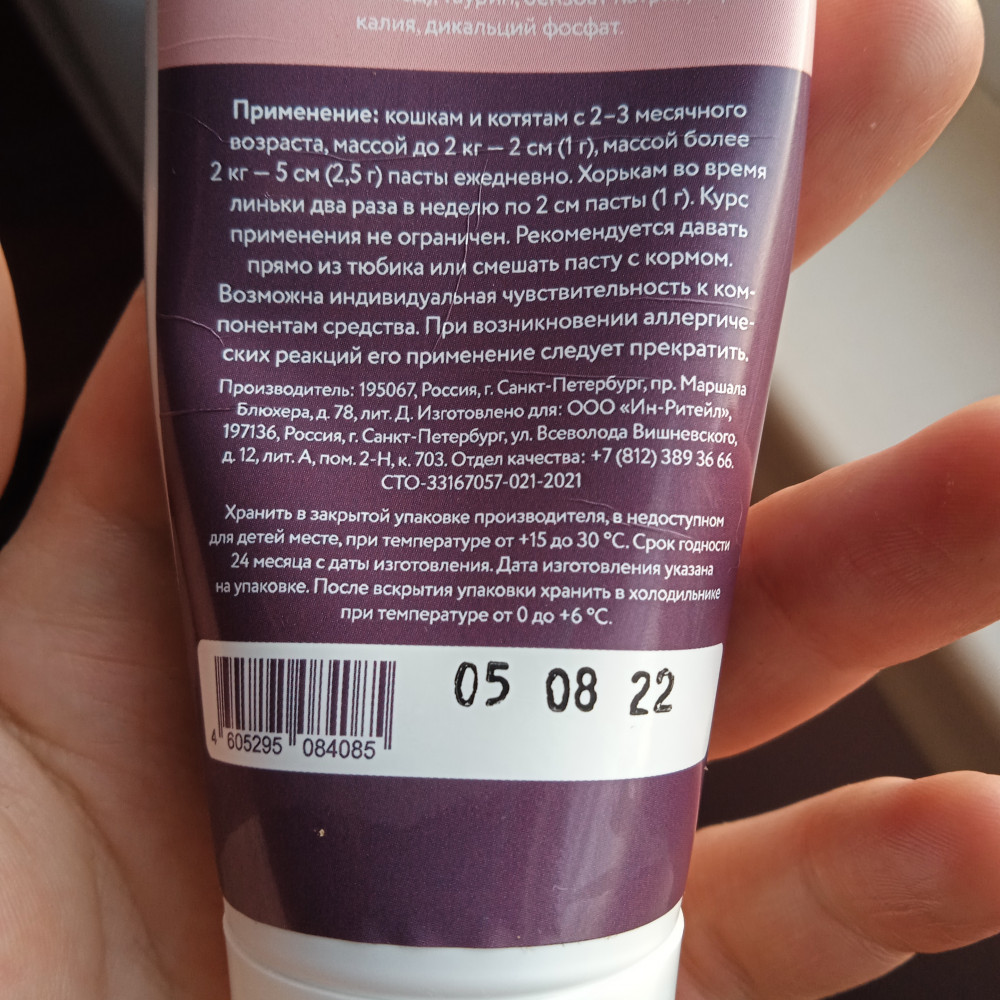 калия, дикальций фосфат.
Применение: кошкам и котятам с 2–3 месячного
возраста, массой до 2 кг — 2 см (1 г), массой более
2 кг — 5 см (2,5 г) пасты ежедневно. Хорькам во время
линьки два раза в неделю по 2 см пасты (1 г). Курс
применения не ограничен. Рекомендуется давать
прямо из тюбика или смешать пасту с кормом.
Возможна индивидуальная чувствительность к ком-
понентам средства. При возникновении аллергиче-
ских реакций его применение следует прекратить.
Производитель: 195067, Россия, г. Санкт-Петербург, пр. Маршала
Блюхера, д. 78, лит. Д. Изготовлено для: ООО «Ин-Ритейл»,
197136, Россия, г. Санкт-Петербург, ул. Всеволода Вишневского,
д. 12, лит. А, пом. 2-Н, к. 703. Отдел качества: +7 (812) 389 36 66.
СТО-33167057-021-2021
Хранить в закрытой упаковке производителя, в недоступном
для детей месте, при температуре от +15 до 30 °С. Срок годности
24 месяца с даты изготовления. Дата изготовления указана
на упаковке. После вскрытия упаковки хранить в холодильнике
при температуре от 0 до +6 °С.
05 08 22
4 605295 084085